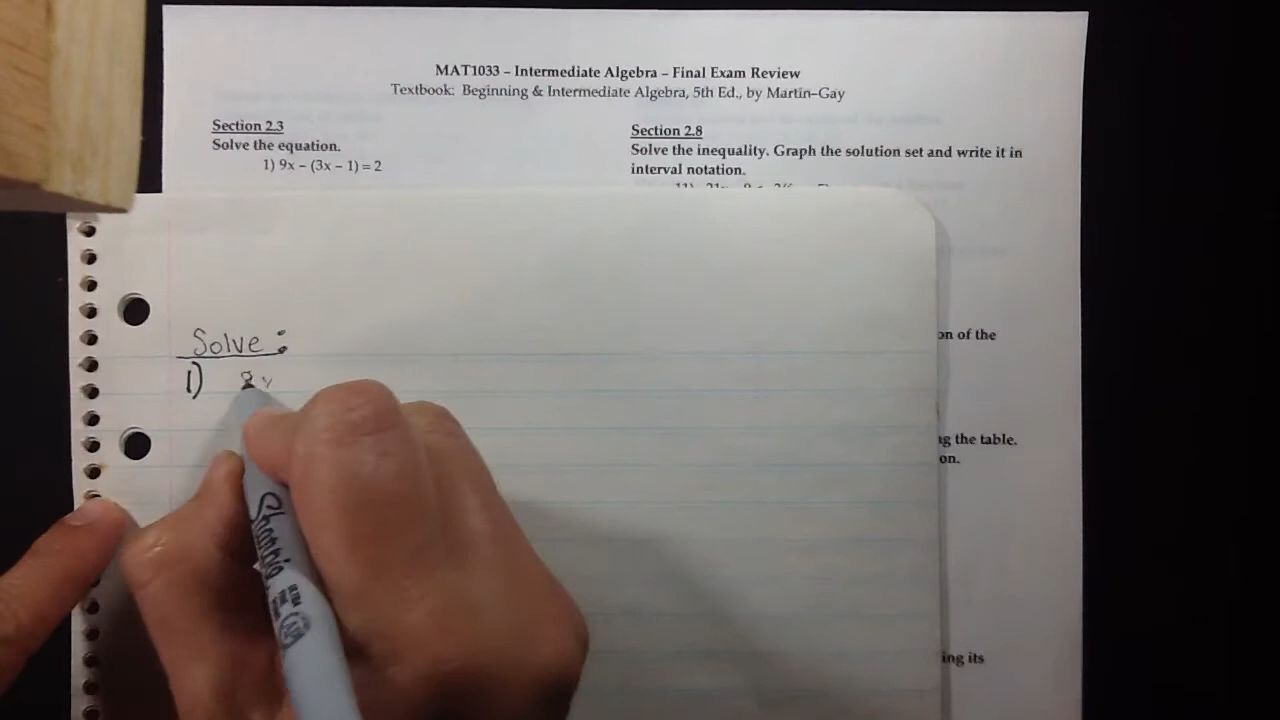 MAT1033 – Intermediate Algebra – Final Exam Review
Textbook: Beginning & Intermediate Algebra, 5th Ed., by Martin–Gay
Section 2.3
Solve the equation.
1) 9x – (3x – 1) = 2
Section 2.8
Solve the inequality. Graph the solution set and write it in
interval notation.
on of the
the table.
on.
ing its
Solve :
1)
Sharpie
ULTRA
FINE